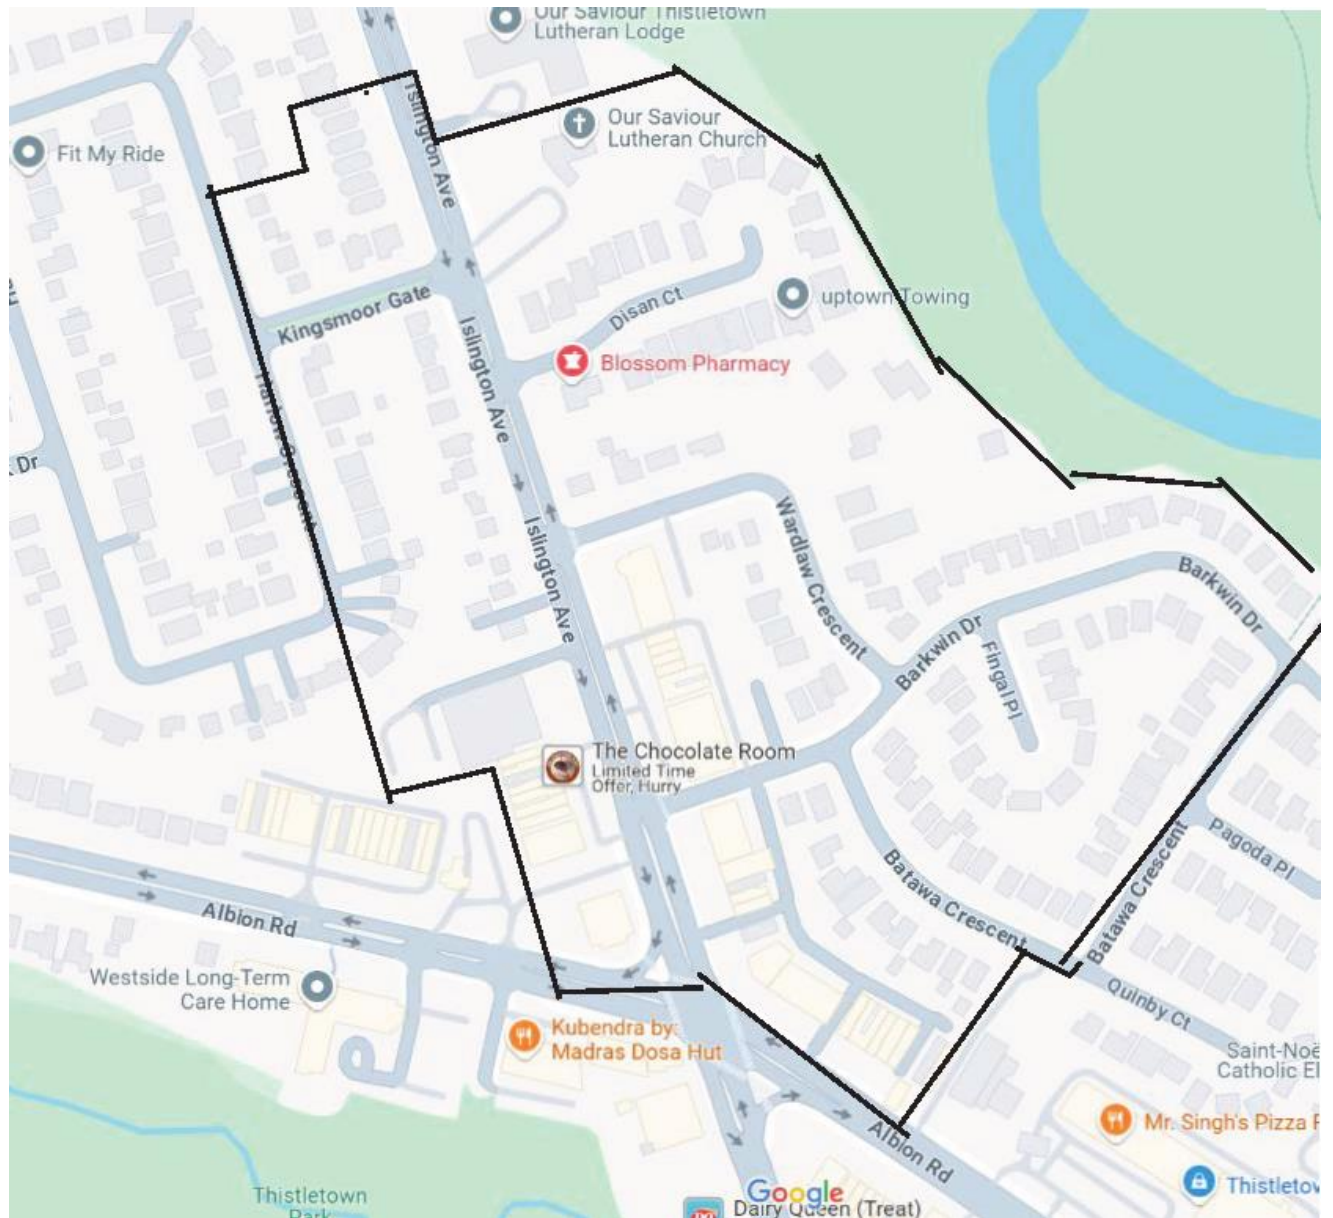 Our Saviour Thistletown
Lutheran Lodge
Islington Ave
Our Saviour
Lutheran Church
Fit My Ride
Kingsmoor Gate
Disan Ct
uptown Towing
Islington Ave
Blossom Pharmacy
Dr
Wardlaw Crescent
Islington Ave
Barkwin Dr
Barkwin Dr
Fingal Pl
The Chocolate Room
Limited Time
Offer, Hurry
Pagoda Pl
Batawa Crescent
Batawa Crescent
Albion Rd
Westside Long-Term
Care Home
Quinby Ct
Kubendra by:
Madras Dosa Hut
Saint-Noë
Catholic El
Mr. Singh's Pizza
Albion Rd
Thistletow
Google
Thistletown
Park
Dairy Queen (Treat)